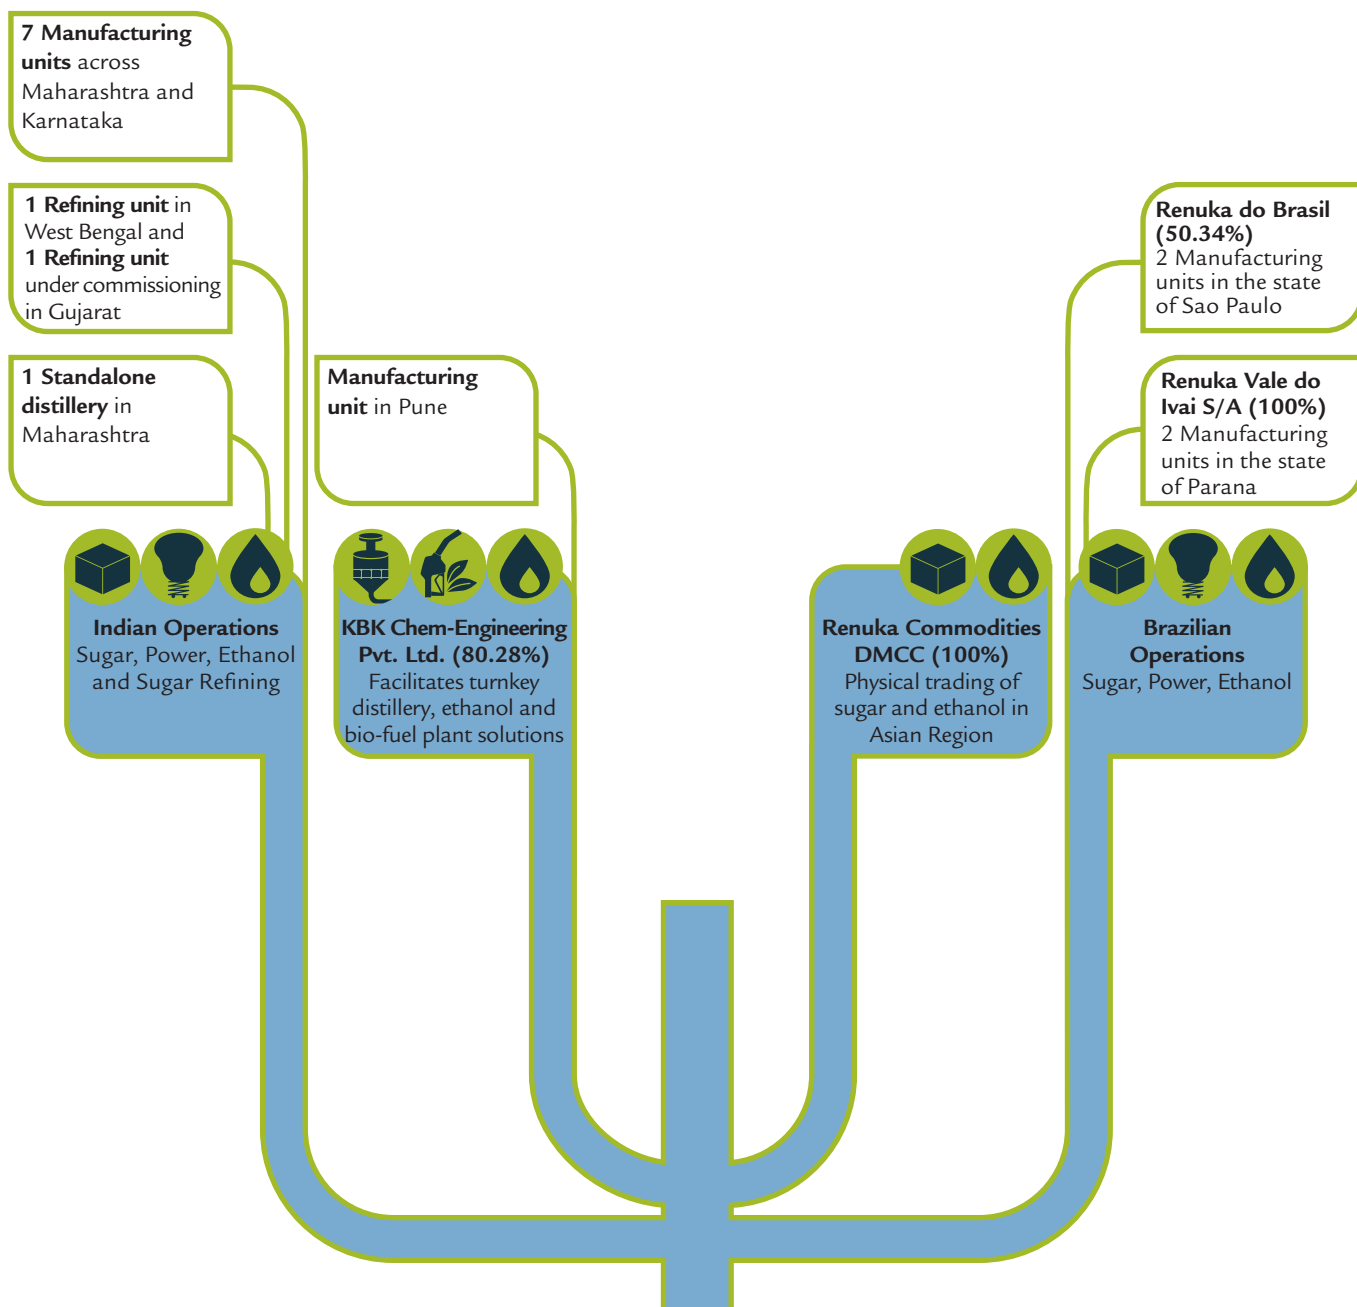 7 Manufacturing
units across
Maharashtra and
Karnataka
1 Refining unit in
West Bengal and
1 Refining unit
under commissioning
in Gujarat
1 Standalone
distillery in
Maharashtra
Manufacturing
unit in Pune
Renuka do Brasil
(50.34%)
2 Manufacturing
units in the state
of Sao Paulo
Renuka Vale do
Ivai S/A (100%)
2 Manufacturing
units in the state
of Parana
Indian Operations
Sugar, Power, Ethanol
and Sugar Refining
KBK Chem-Engineering
Pvt. Ltd. (80.28%)
Facilitates turnkey
distillery, ethanol and
bio-fuel plant solutions
Renuka Commodities
DMCC (100%)
Physical trading of
sugar and ethanol in
Asian Region
Brazilian
Operations
Sugar, Power, Ethanol